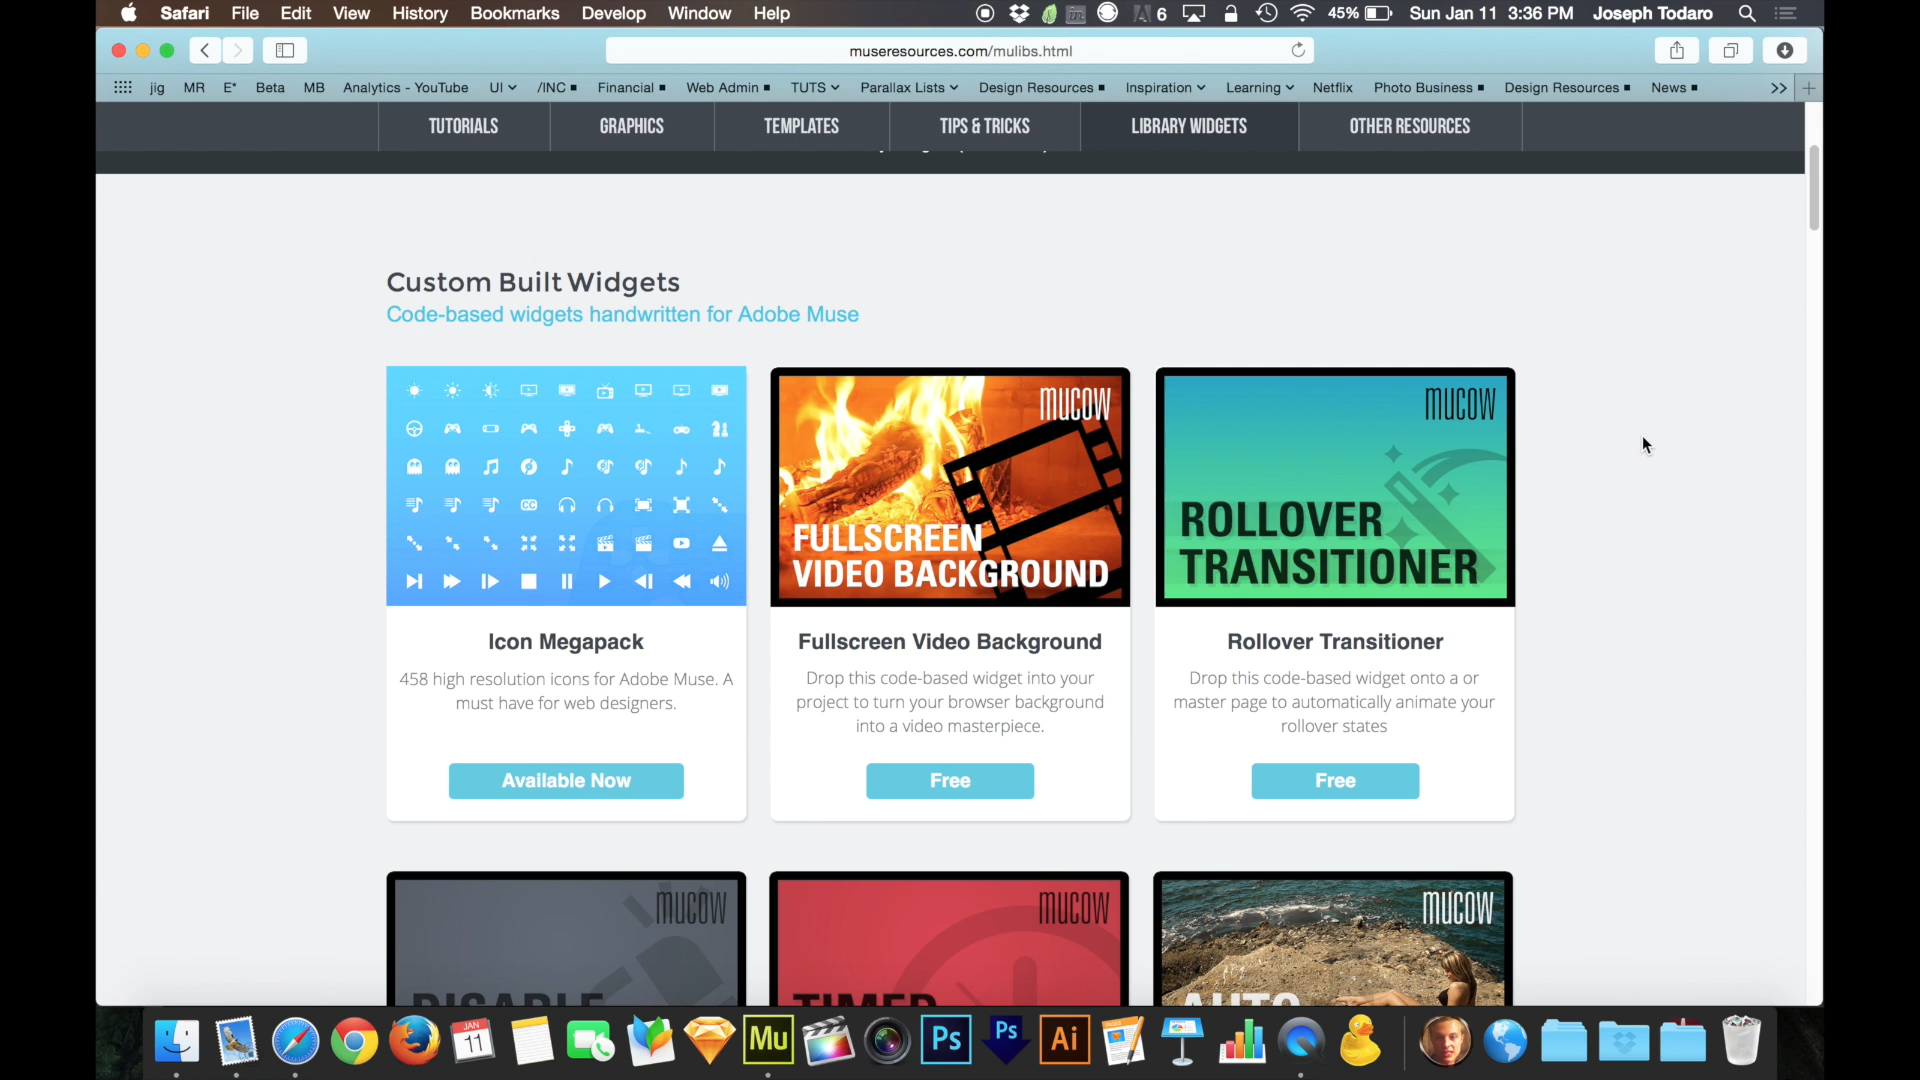 Safari File Edit View History Bookmarks Develop Window Help 6 45% Sun Jan 11 3:36 PM Joseph Todaro
museresources.com/mulibs.html
jig MR E* Beta MB Analytics - YouTube UI /INC Financial Web Admin TUTS Parallax Lists Design Resources Inspiration Learning Netflix Photo Business Design Resources News
TUTORIALS GRAPHICS TEMPLATES TIPS & TRICKS LIBRARY WIDGETS OTHER RESOURCES
Custom Built Widgets
Code-based widgets handwritten for Adobe Muse
CC
MUCOW
FULLSCREEN
VIDEO BACKGROUND
MUCOW
ROLLOVER
TRANSITIONER
Icon Megapack
458 high resolution icons for Adobe Muse. A
must have for web designers.
Available Now
Fullscreen Video Background
Drop this code-based widget into your
project to turn your browser background
into a video masterpiece.
Free
Rollover Transitioner
Drop this code-based widget onto a or
master page to automatically animate your
rollover states
Free
MUCOW
DISABLE
MUCOW
TIMED
MUCOW
AUTO
JAN
11
Mu
Ps
Ps
Ai